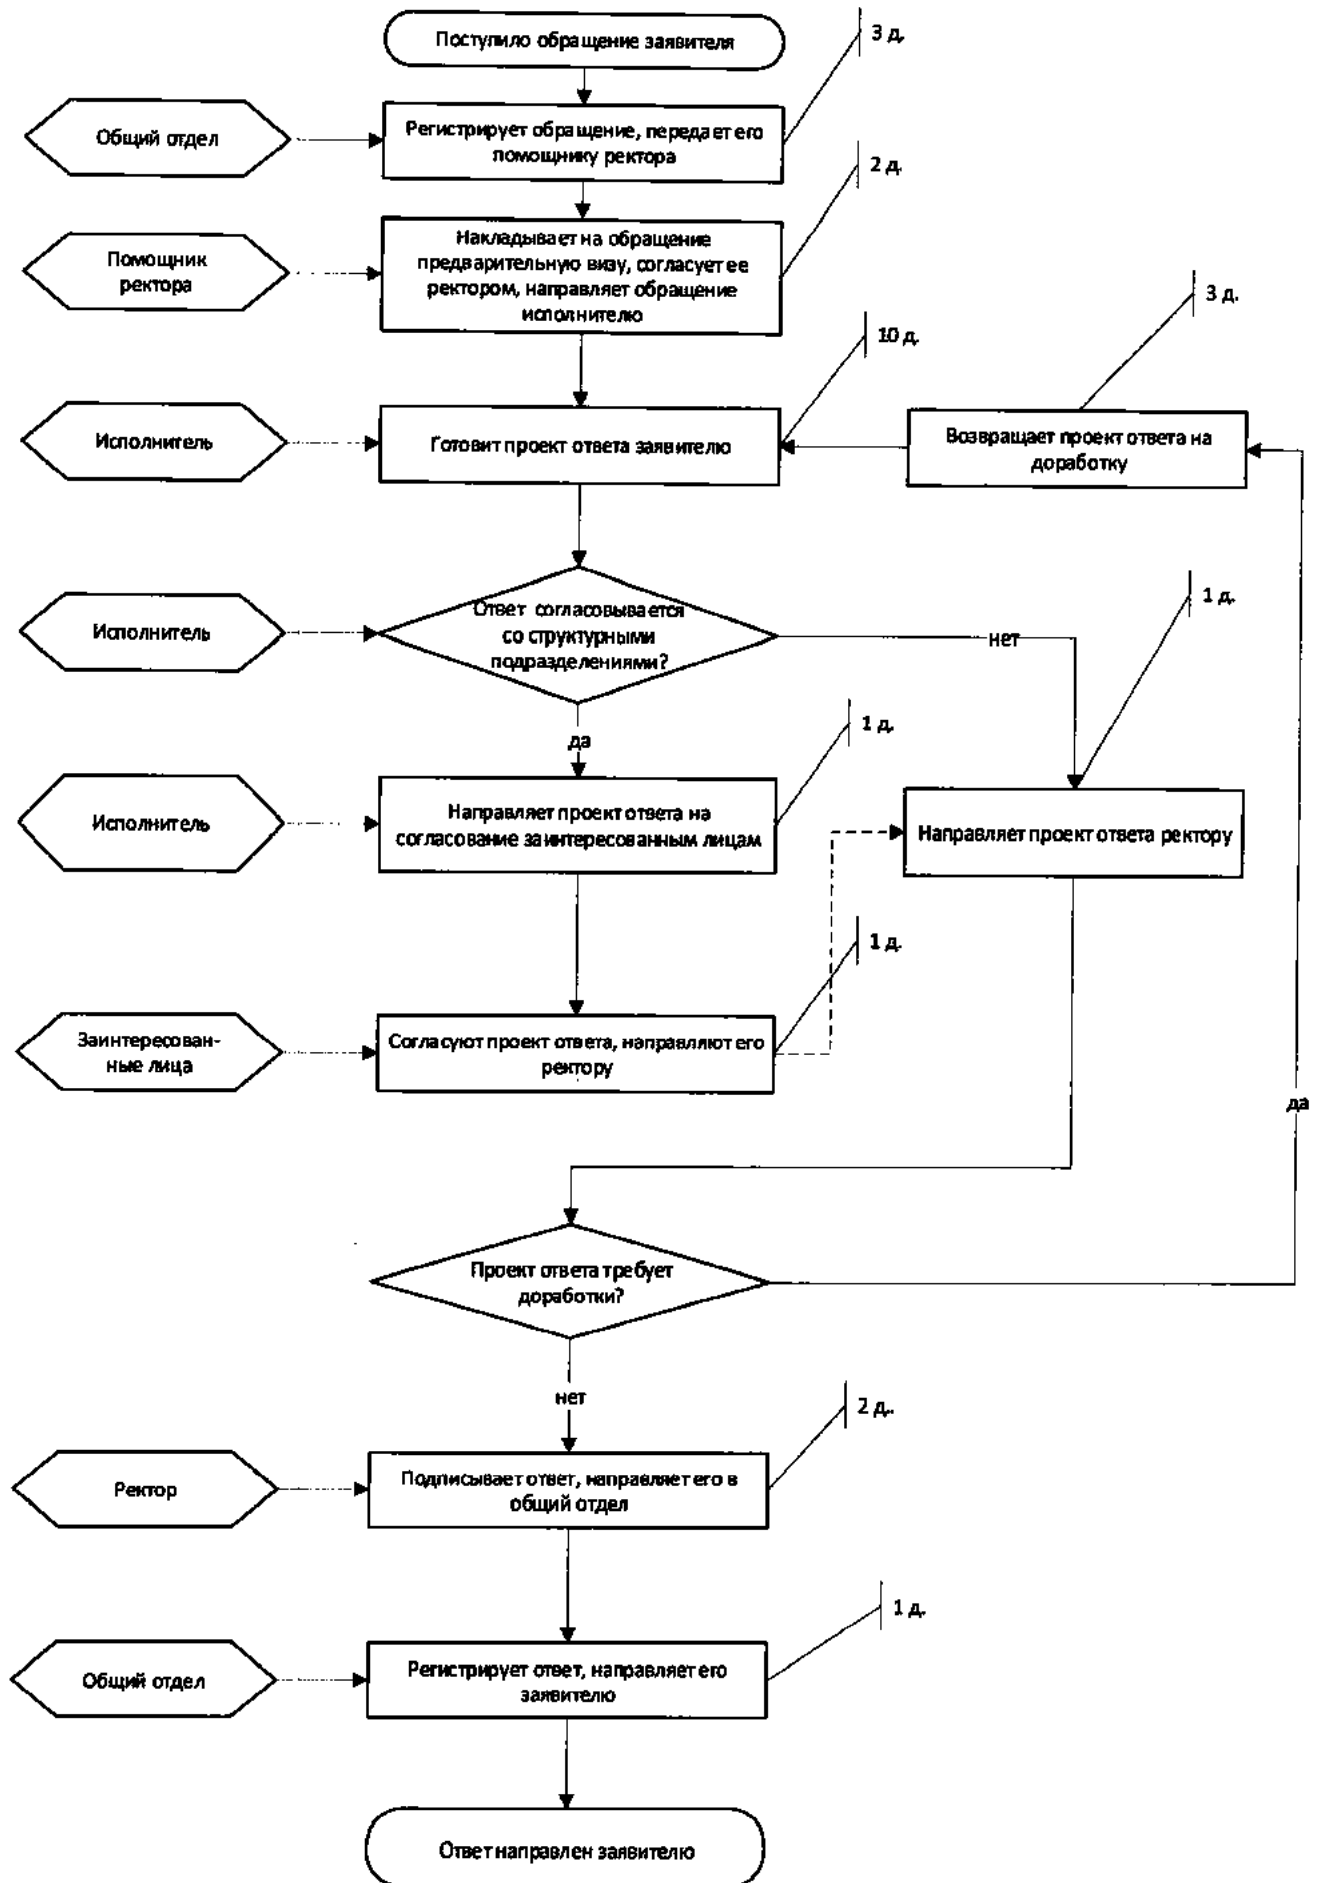 Поступило обращение заявителя
3 д.
Общий отдел
Регистрирует обращение, передает его
помощнику ректора
2 д.
Помощник
ректора
Накладывает на обращение
предварительную визу, согласует ее
ректором, направляет обращение
исполнителю
3 д.
10 д.
Исполнитель
Готовит проект ответа заявителю
Возвращает проект ответа на
доработку
Исполнитель
Ответ согласовывается
со структурными
подразделениями?
нет
1 д.
да
1 д.
Исполнитель
Направляет проект ответа на
согласование заинтересованным лицам
Направляет проект ответа ректору
1 д.
Заинтересован-
ные лица
Согласуют проект ответа, направляют его
ректору
да
Проект ответа требует
доработки?
нет
2 д..
Ректор
Подписывает ответ, направляет его в
общий отдел
1 д.
Общий отдел
Регистрирует ответ, направляет его
заявителю
Ответ направлен заявителю